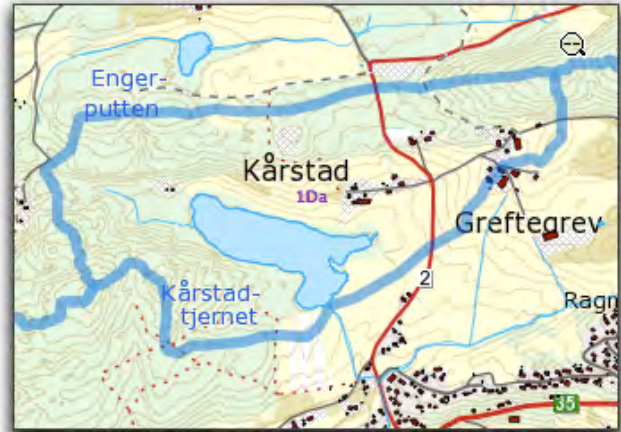 Enger-
putten
Kårstad
1Da
Greftegrev
2
Kårstad-
tjernet
Ragn
35